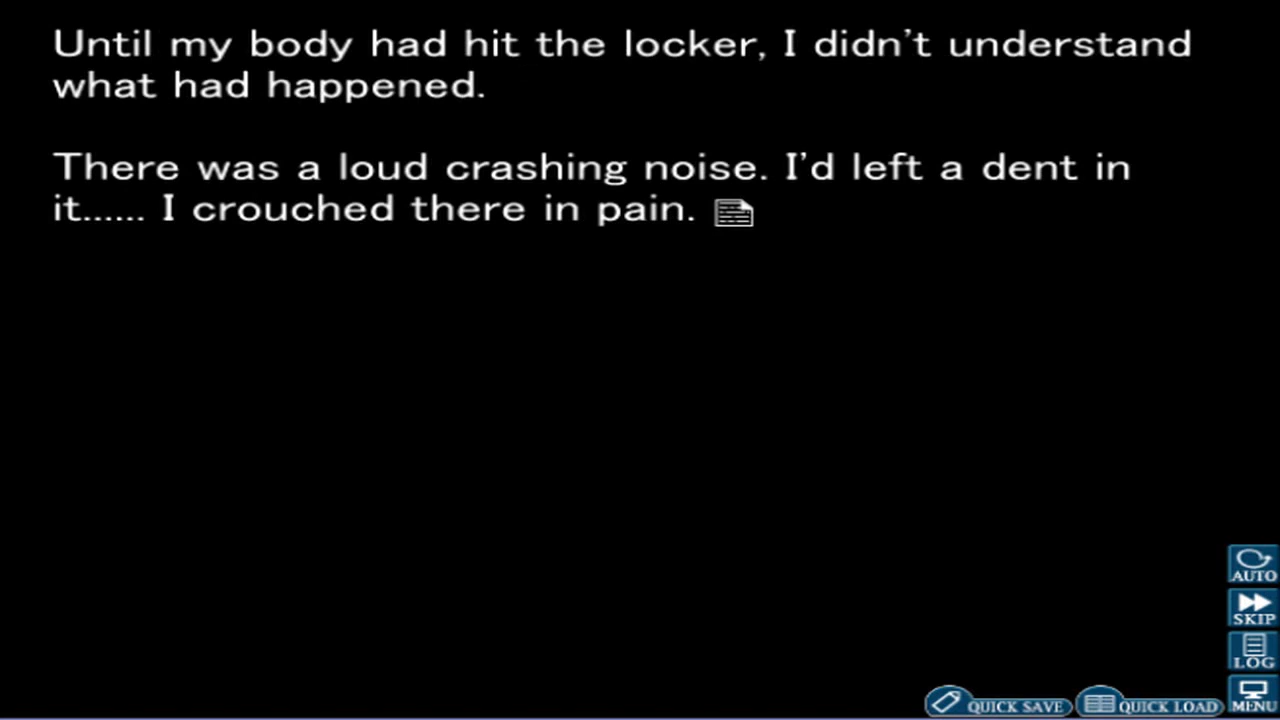 Until my body had hit the locker, I didn't understand
what had happened.
There was a loud crashing noise. I'd left a dent in
it...... I crouched there in pain.
AUTO
SKIP
LOG
QUICK SAVE
QUICK LOAD
MENU